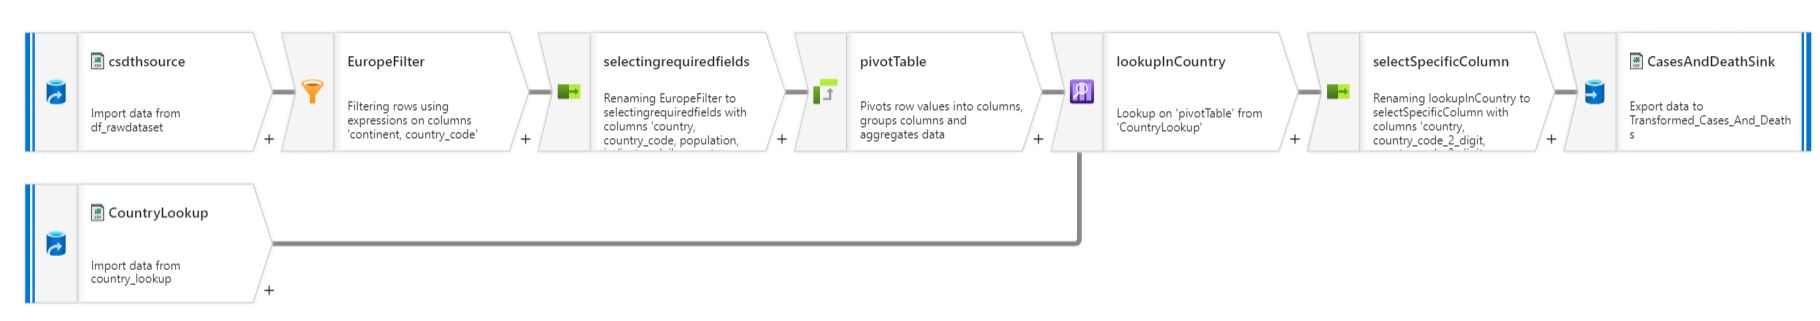 csdthsource
Import data from
df_rawdataset
+
EuropeFilter
Filtering rows using
expressions on columns
'continent, country_code'
+
selectingrequiredfields
Renaming EuropeFilter to
selectingrequiredfields with
columns 'country,
country_code, population,
+
pivotTable
Pivots row values into columns,
groups columns and
aggregates data
+
lookupInCountry
Lookup on 'pivotTable' from
'CountryLookup'
+
selectSpecificColumn
Renaming lookupInCountry to
selectSpecificColumn with
columns 'country,
country_code_2_digit,
+
CasesAndDeathSink
Export data to
Transformed_Cases_And_Death
s
CountryLookup
Import data from
country_lookup
+